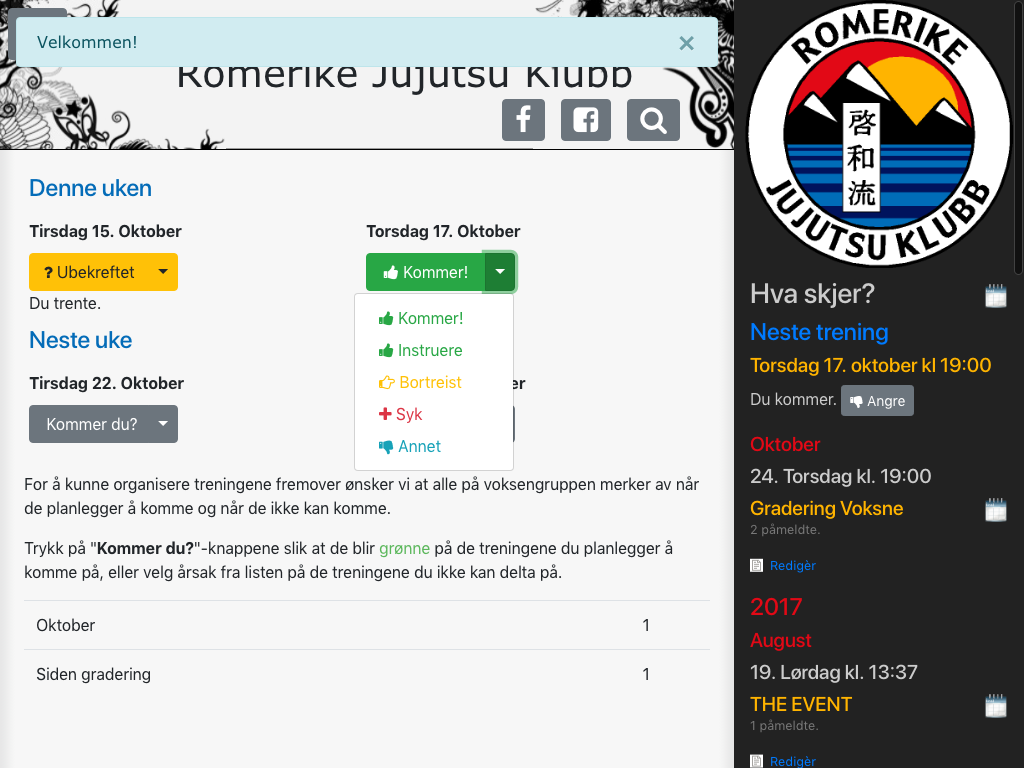 Velkommen!
×
Romerike Jujutsu Klubb
Denne uken
Tirsdag 15. Oktober
Torsdag 17. Oktober
? Ubekreftet
Kommer!
Du trente.
Kommer!
Instruere
Bortreist
Syk
Annet
Neste uke
Tirsdag 22. Oktober
er
Kommer du?
For å kunne organisere treningene fremover ønsker vi at alle på voksengruppen merker av når
de planlegger å komme og når de ikke kan komme.
Trykk på "Kommer du?"-knappene slik at de blir grønne på de treningene du planlegger å
komme på, eller velg årsak fra listen på de treningene du ikke kan delta på.
Oktober 1
Siden gradering 1
ROMERIKE
啓和流
JUJUTSU KLUBB
Hva skjer?
Neste trening
Torsdag 17. oktober kl 19:00
Du kommer. Angre
Oktober
24. Torsdag kl. 19:00
Gradering Voksne
2 påmeldte.
Redigèr
2017
August
19. Lørdag kl. 13:37
THE EVENT
1 påmeldte.
Redigèr